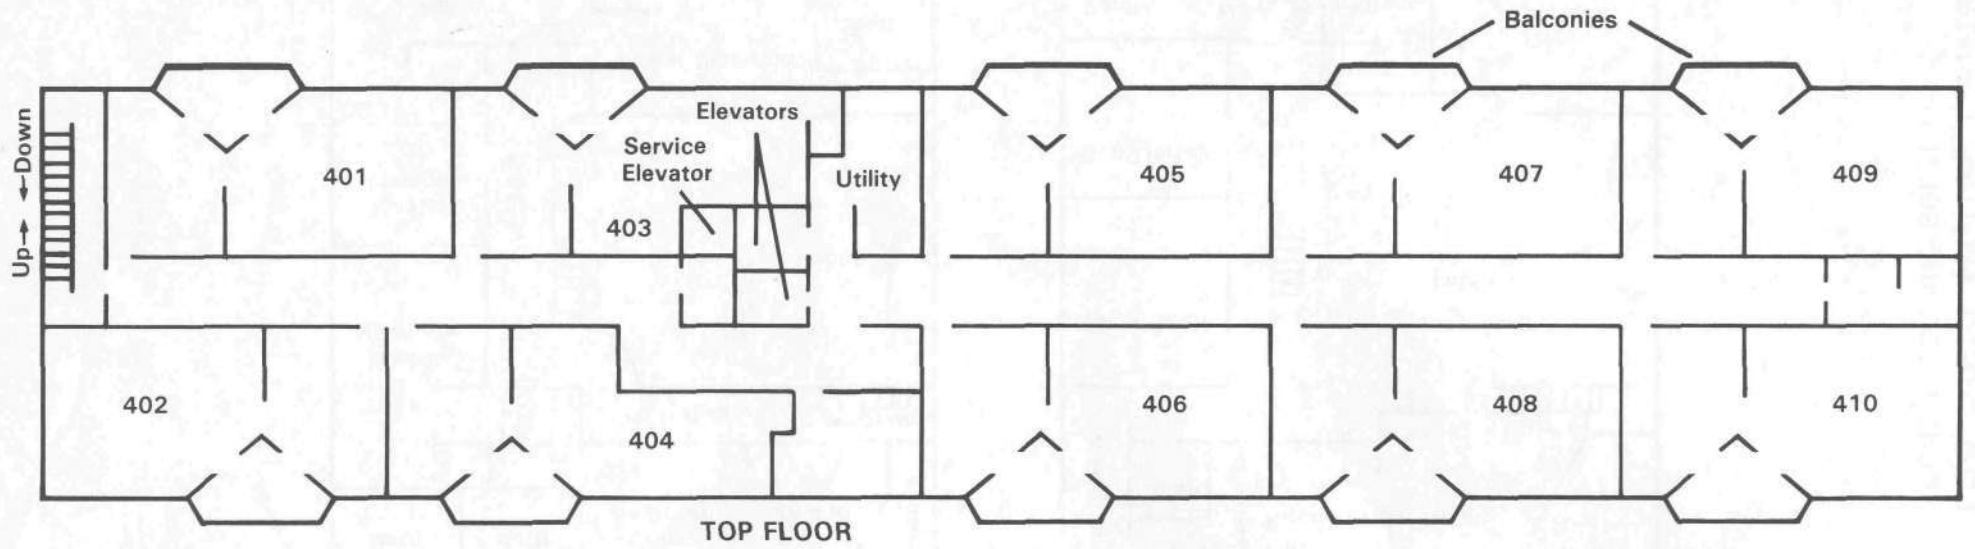 Balconies
Elevators
Service
Elevator
Utility
Up→ ←Down
401
403
405
407
409
402
404
406
408
410
TOP FLOOR